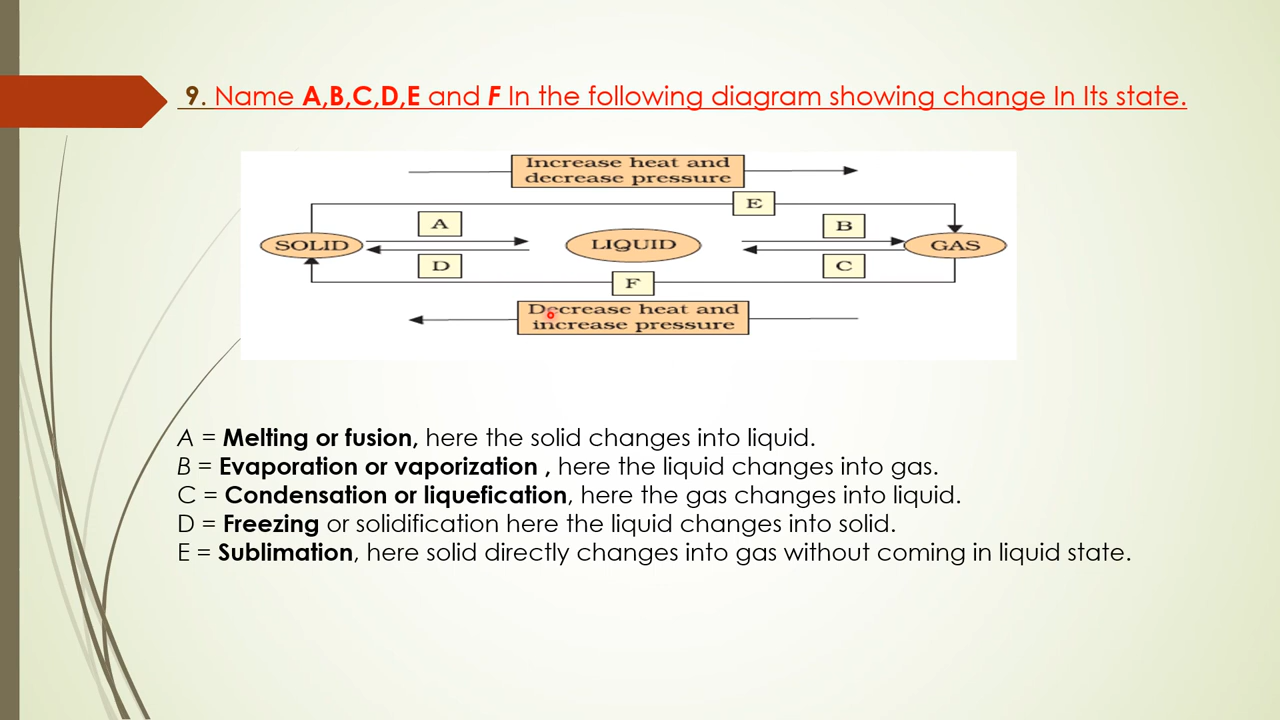 9. Name A,B,C,D,E and F In the following diagram showing change In Its state.
Increase heat and
decrease pressure
E
A
B
SOLID
LIQUID
GAS
D
C
F
Decrease heat and
increase pressure
A = Melting or fusion, here the solid changes into liquid.
B = Evaporation or vaporization , here the liquid changes into gas.
C = Condensation or liquefication, here the gas changes into liquid.
D = Freezing or solidification here the liquid changes into solid.
E = Sublimation, here solid directly changes into gas without coming in liquid state.